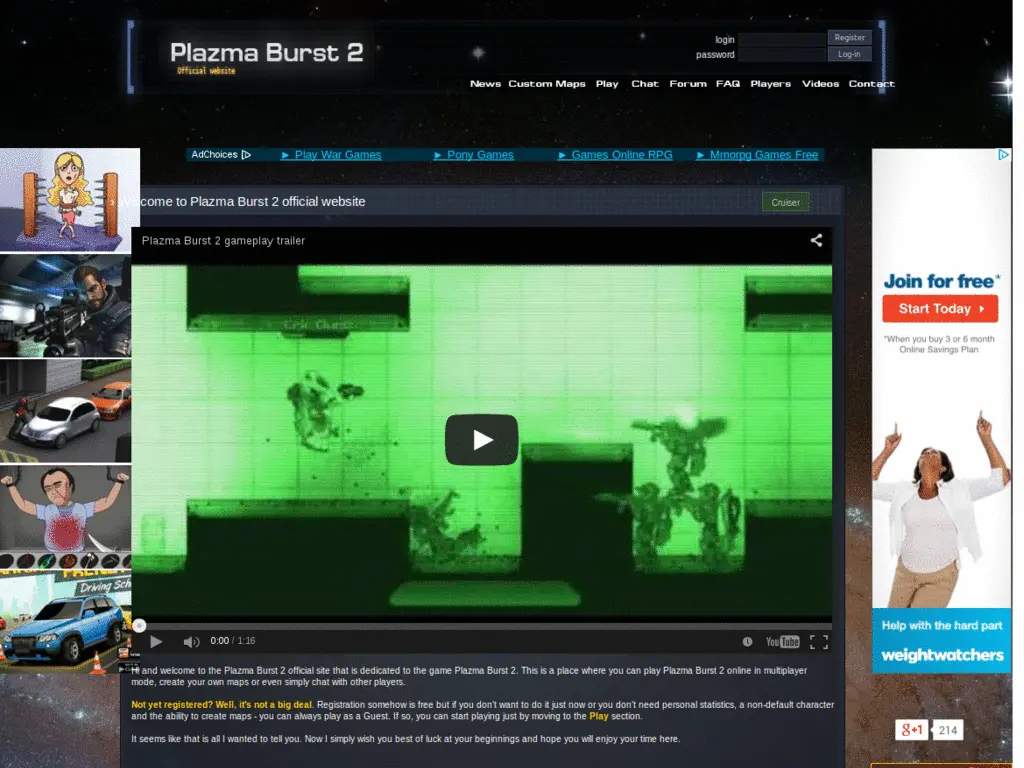 Plazma Burst 2
Official website
login
Register
password
Log-in
News Custom Maps Play Chat Forum FAQ Players Videos Contact
AdChoices
► Play War Games
► Pony Games
► Games Online RPG
► Mmorpg Games Free
› Welcome to Plazma Burst 2 official website
Cruiser
Plazma Burst 2 gameplay trailer
Join for free*
Start Today
*When you buy 3 or 6 month
Online Savings Plan
Driving Sch
0:00 / 1:16
YouTube
Help with the hard part
weightwatchers
Hi and welcome to the Plazma Burst 2 official site that is dedicated to the game Plazma Burst 2. This is a place where you can play Plazma Burst 2 online in multiplayer
mode, create your own maps or even simply chat with other players.
Not yet registered? Well, it's not a big deal. Registration somehow is free but if you don't want to do it just now or you don't need personal statistics, a non-default character
and the ability to create maps - you can always play as a Guest. If so, you can start playing just by moving to the Play section.
g+1 214
It seems like that is all I wanted to tell you. Now I simply wish you best of luck at your beginnings and hope you will enjoy your time here.